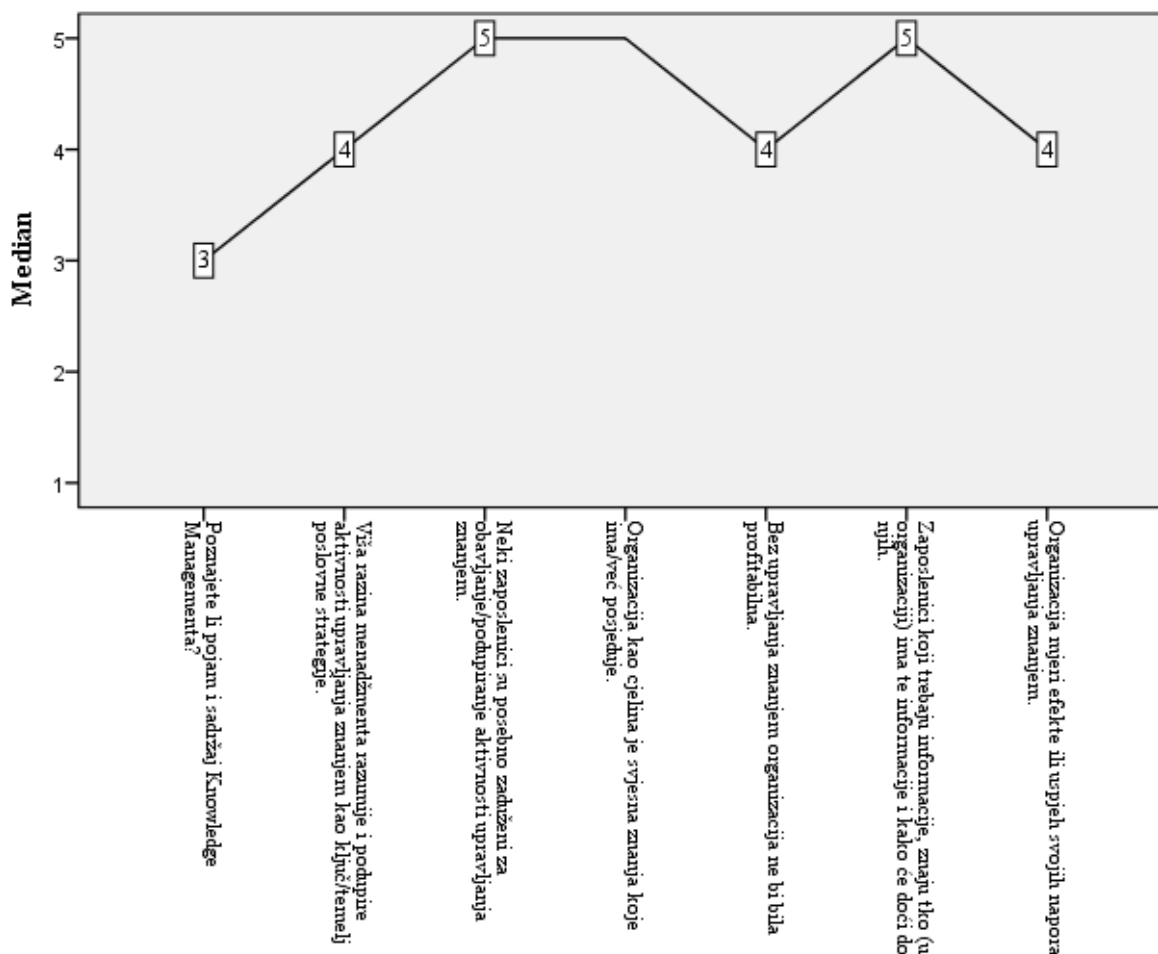 5
4
3
2
1
Median
3
4
5
4
5
4
Poznajete li pojam i sadržaj Knowledge
Managementa?
Viša razina menadžmenta razumije i podupire
aktivnosti upravljanja znanjem kao ključ/temelj
poslovne strategije.
Neki zaposlenici su posebno zaduženi za
obavljanje/podupiranje aktivnosti upravljanja
znanjem.
Organizacija kao cjelina je svjesna znanja koje
ima/već posjeduje.
Bez upravljanja znanjem organizacija ne bi bila
profitabilna.
Zaposlenici koji trebaju informacije, znaju tko (u
organizaciji) ima te informacije i kako će doći do
njih.
Organizacija mjeri efekte ili uspjeh svojih napora
upravljanja znanjem.